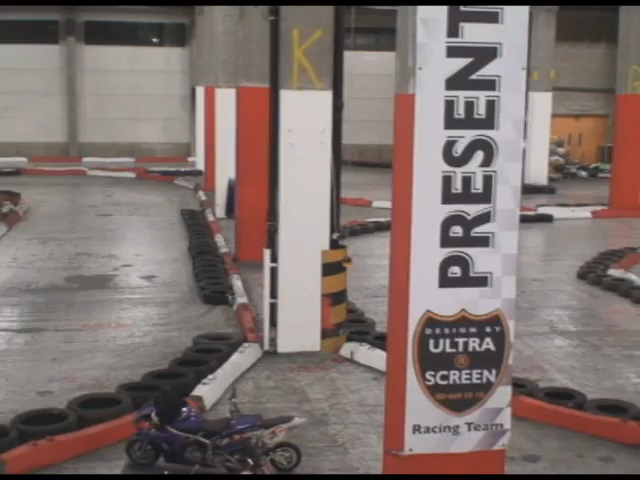 K
PRESENT
DESIGN BY
ULTRA
SCREEN
Racing Team